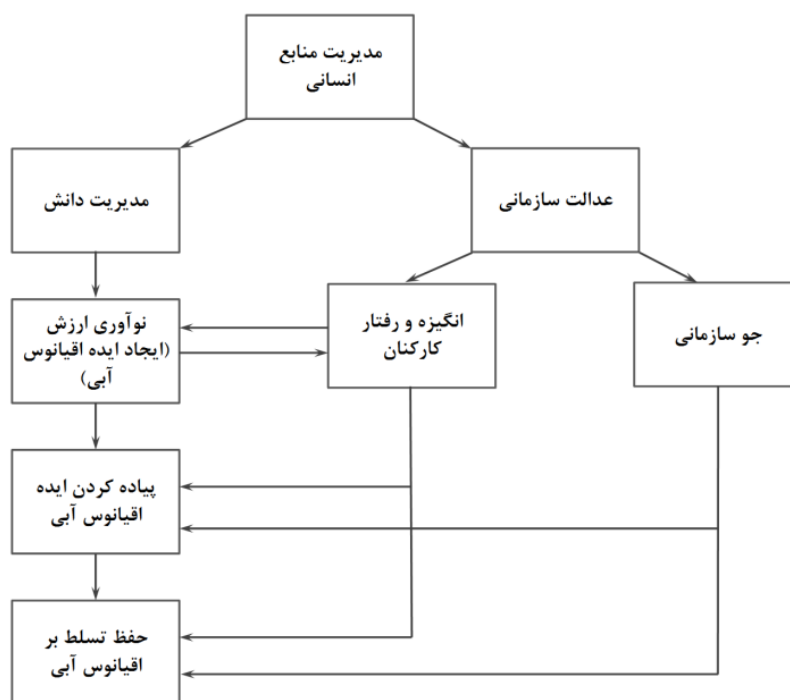 مدیریت منابع
انسانی
مدیریت دانش
عدالت سازمانی
نوآوری ارزش
(ایجاد ایده اقیانوس
آبی)
انگیزه و رفتار
کارکنان
جو سازمانی
پیاده کردن ایده
اقیانوس آبی
حفظ تسلط بر
اقیانوس آبی